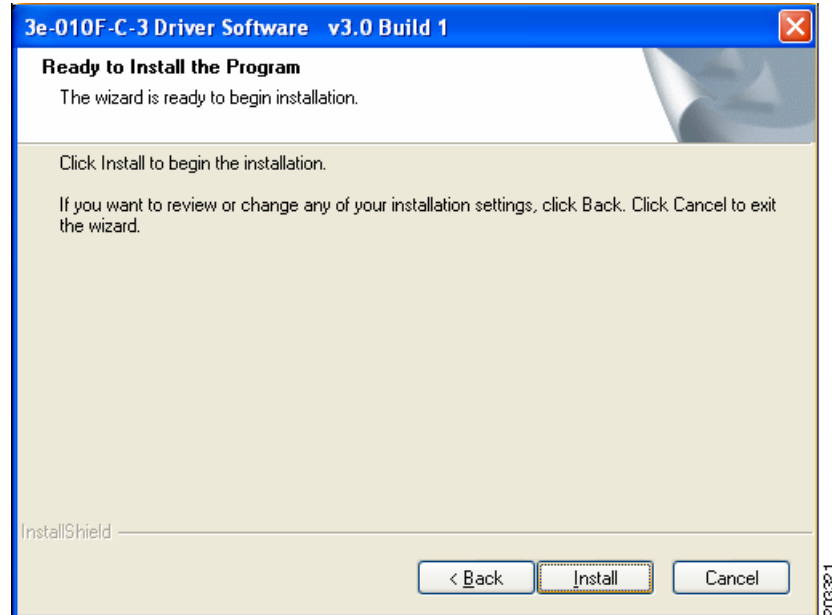 3e-010F-C-3 Driver Software v3.0 Build 1
Ready to Install the Program
The wizard is ready to begin installation.
Click Install to begin the installation.
If you want to review or change any of your installation settings, click Back. Click Cancel to exit
the wizard.
InstallShield
< Back
Install
Cancel